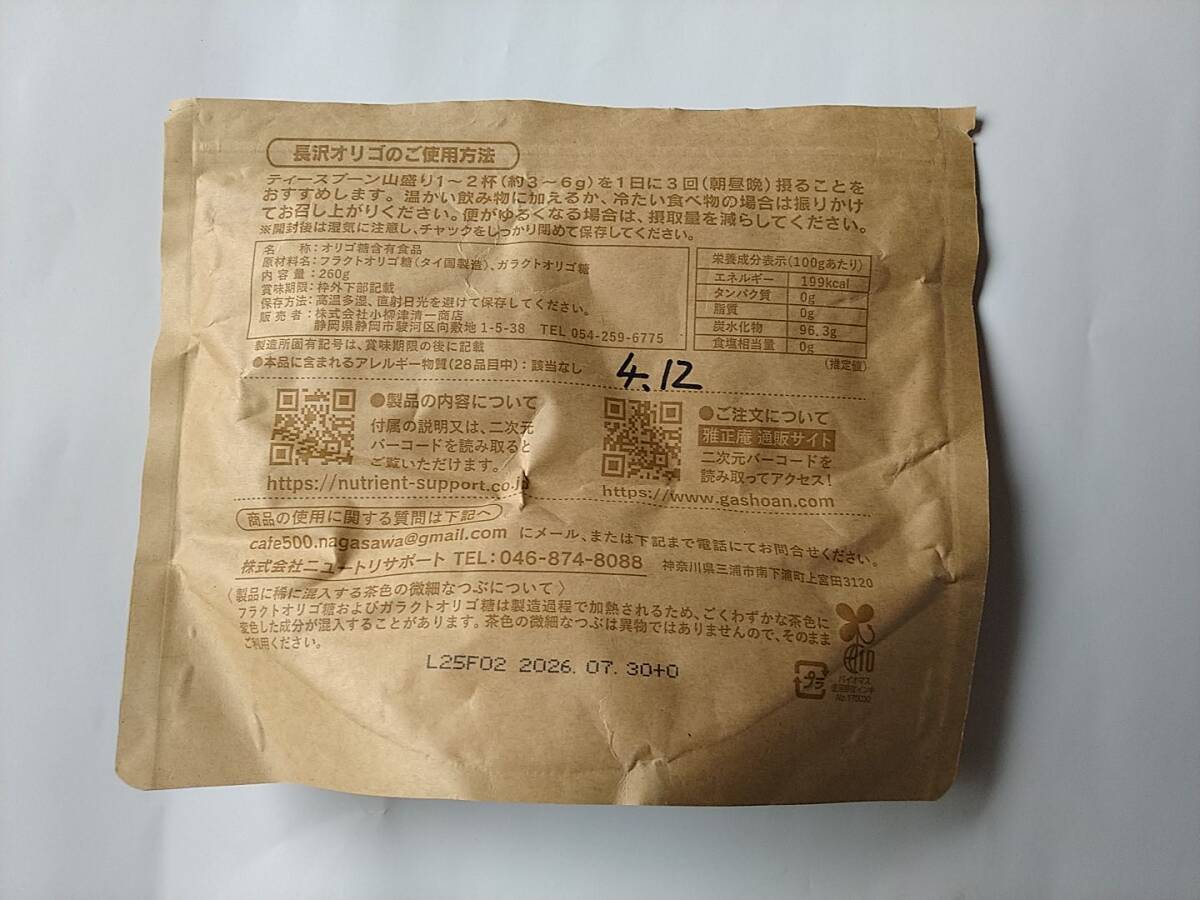 長沢オリゴのご使用方法
ティースプーン山盛り1～2杯(約3～6g)を1日に3回(朝昼晩)摂ることを
おすすめします。温かい飲み物に加えるか、冷たい食べ物の場合は振りかけ
てお召し上がりください。便がゆるくなる場合は、摂取量を減らしてください。
※開封後は湿気に注意し、チャックをしっかり閉めて保存してください。
名　　称:オリゴ糖含有食品
原材料名:フラクトオリゴ糖(タイ国製造)、ガラクトオリゴ糖
内容量:260g
賞味期限:枠外下部記載
保存方法:高温多湿、直射日光を避けて保存してください。
販売者:株式会社小柳津清一商店
静岡県静岡市駿河区向敷地1-5-38 TEL 054-259-6775
製造所固有記号は、賞味期限の後に記載
●本品に含まれるアレルギー物質(28品目中):該当なし
栄養成分表示(100gあたり)
エネルギー 199kcal
タンパク質 0g
脂質 0g
炭水化物 96.3g
食塩相当量 0g
(推定値)
4.12
●製品の内容について
付属の説明又は、二次元
バーコードを読み取ると
ご覧いただけます。
https://nutrient-support.co.jp
●ご注文について
雅正庵 通販サイト
二次元バーコードを
読み取ってアクセス!
https://www.gashoan.com
商品の使用に関する質問は下記へ
cafe500.nagasawa@gmail.com にメール、または下記まで電話にてお問合せください。
株式会社ニュートリサポート TEL:046-874-8088 神奈川県三浦市南下浦町上宮田3120
〈製品に稀に混入する茶色の微細なつぶについて〉
フラクトオリゴ糖およびガラクトオリゴ糖は製造過程で加熱されるため、ごくわずかな茶色に
変色した成分が混入することがあります。茶色の微細なつぶは異物ではありませんので、そのまま
ご利用ください。
L25F02 2026.07.30+0
プラ
バイオマス